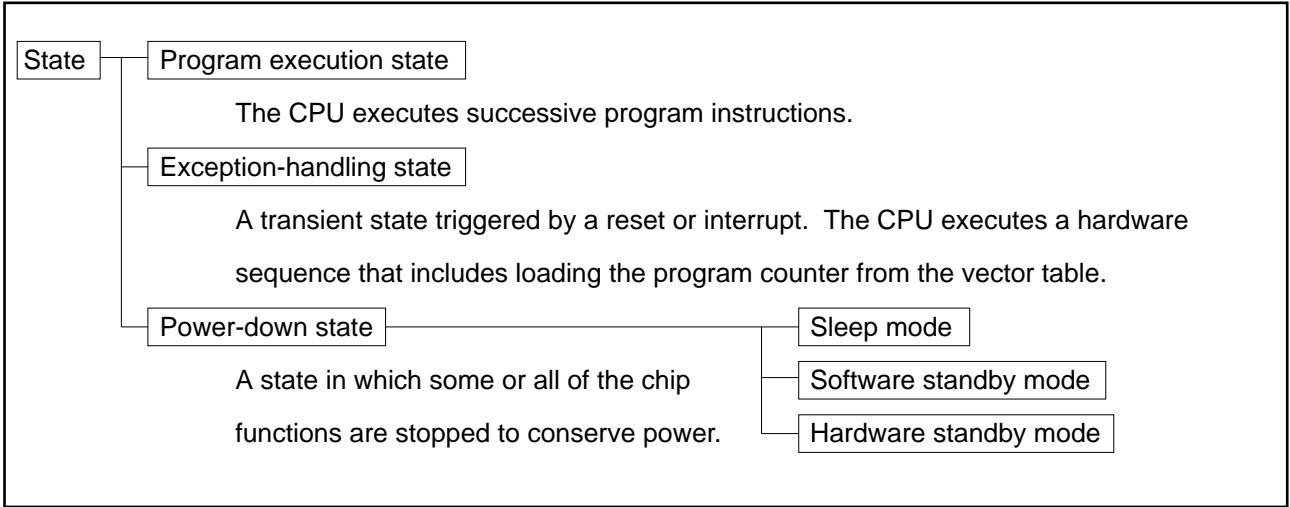 State
Program execution state
The CPU executes successive program instructions.
Exception-handling state
A transient state triggered by a reset or interrupt.  The CPU executes a hardware
sequence that includes loading the program counter from the vector table.
Power-down state
Sleep mode
A state in which some or all of the chip
Software standby mode
functions are stopped to conserve power.
Hardware standby mode